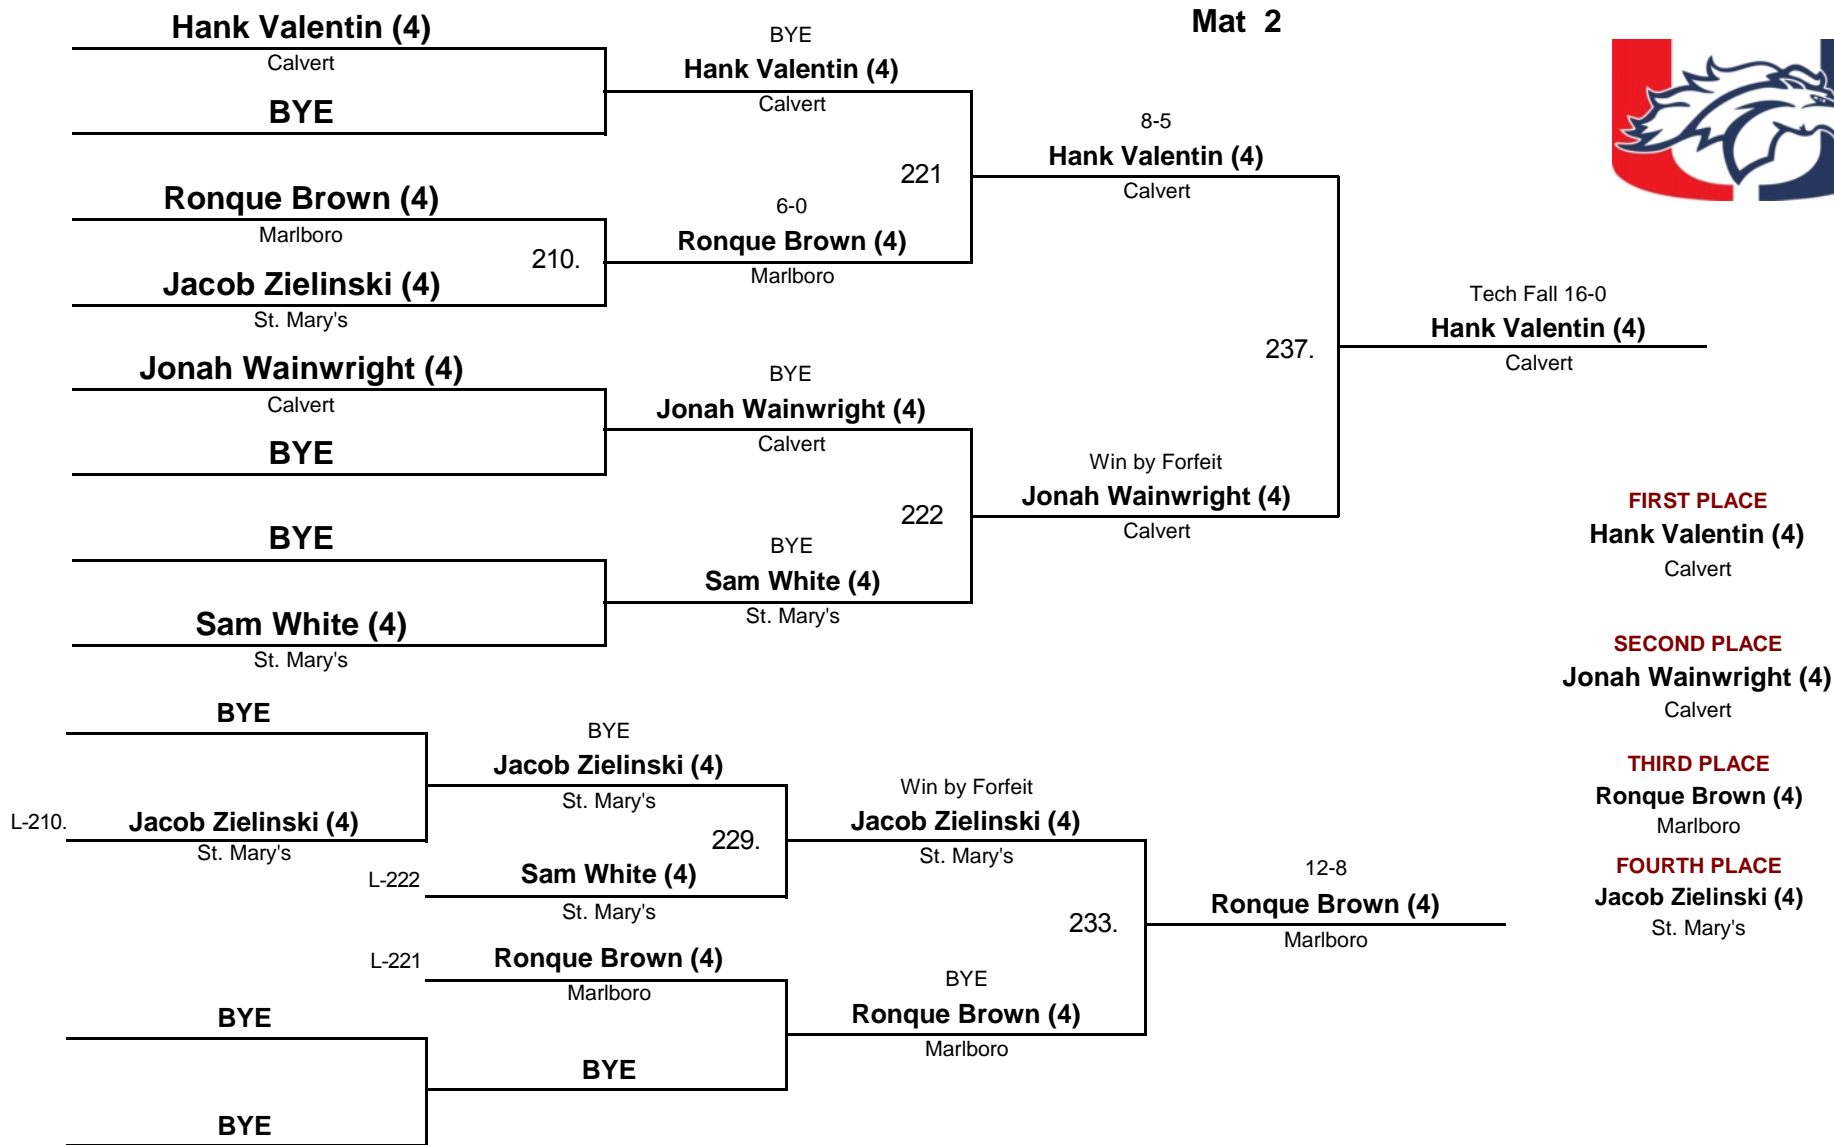 Mat 2
Hank Valentin (4)
Calvert
BYE
Ronque Brown (4)
Marlboro
210.
Jacob Zielinski (4)
St. Mary's
Jonah Wainwright (4)
Calvert
BYE
BYE
Sam White (4)
St. Mary's
BYE
Hank Valentin (4)
Calvert
221
6-0
Ronque Brown (4)
Marlboro
BYE
Jonah Wainwright (4)
Calvert
222
BYE
Sam White (4)
St. Mary's
8-5
Hank Valentin (4)
Calvert
237.
Win by Forfeit
Jonah Wainwright (4)
Calvert
Tech Fall 16-0
Hank Valentin (4)
Calvert
FIRST PLACE
Hank Valentin (4)
Calvert
SECOND PLACE
Jonah Wainwright (4)
Calvert
THIRD PLACE
Ronque Brown (4)
Marlboro
FOURTH PLACE
Jacob Zielinski (4)
St. Mary's
BYE
L-210.
Jacob Zielinski (4)
St. Mary's
BYE
BYE
BYE
Jacob Zielinski (4)
St. Mary's
229.
L-222
Sam White (4)
St. Mary's
L-221
Ronque Brown (4)
Marlboro
BYE
Win by Forfeit
Jacob Zielinski (4)
St. Mary's
233.
BYE
Ronque Brown (4)
Marlboro
12-8
Ronque Brown (4)
Marlboro